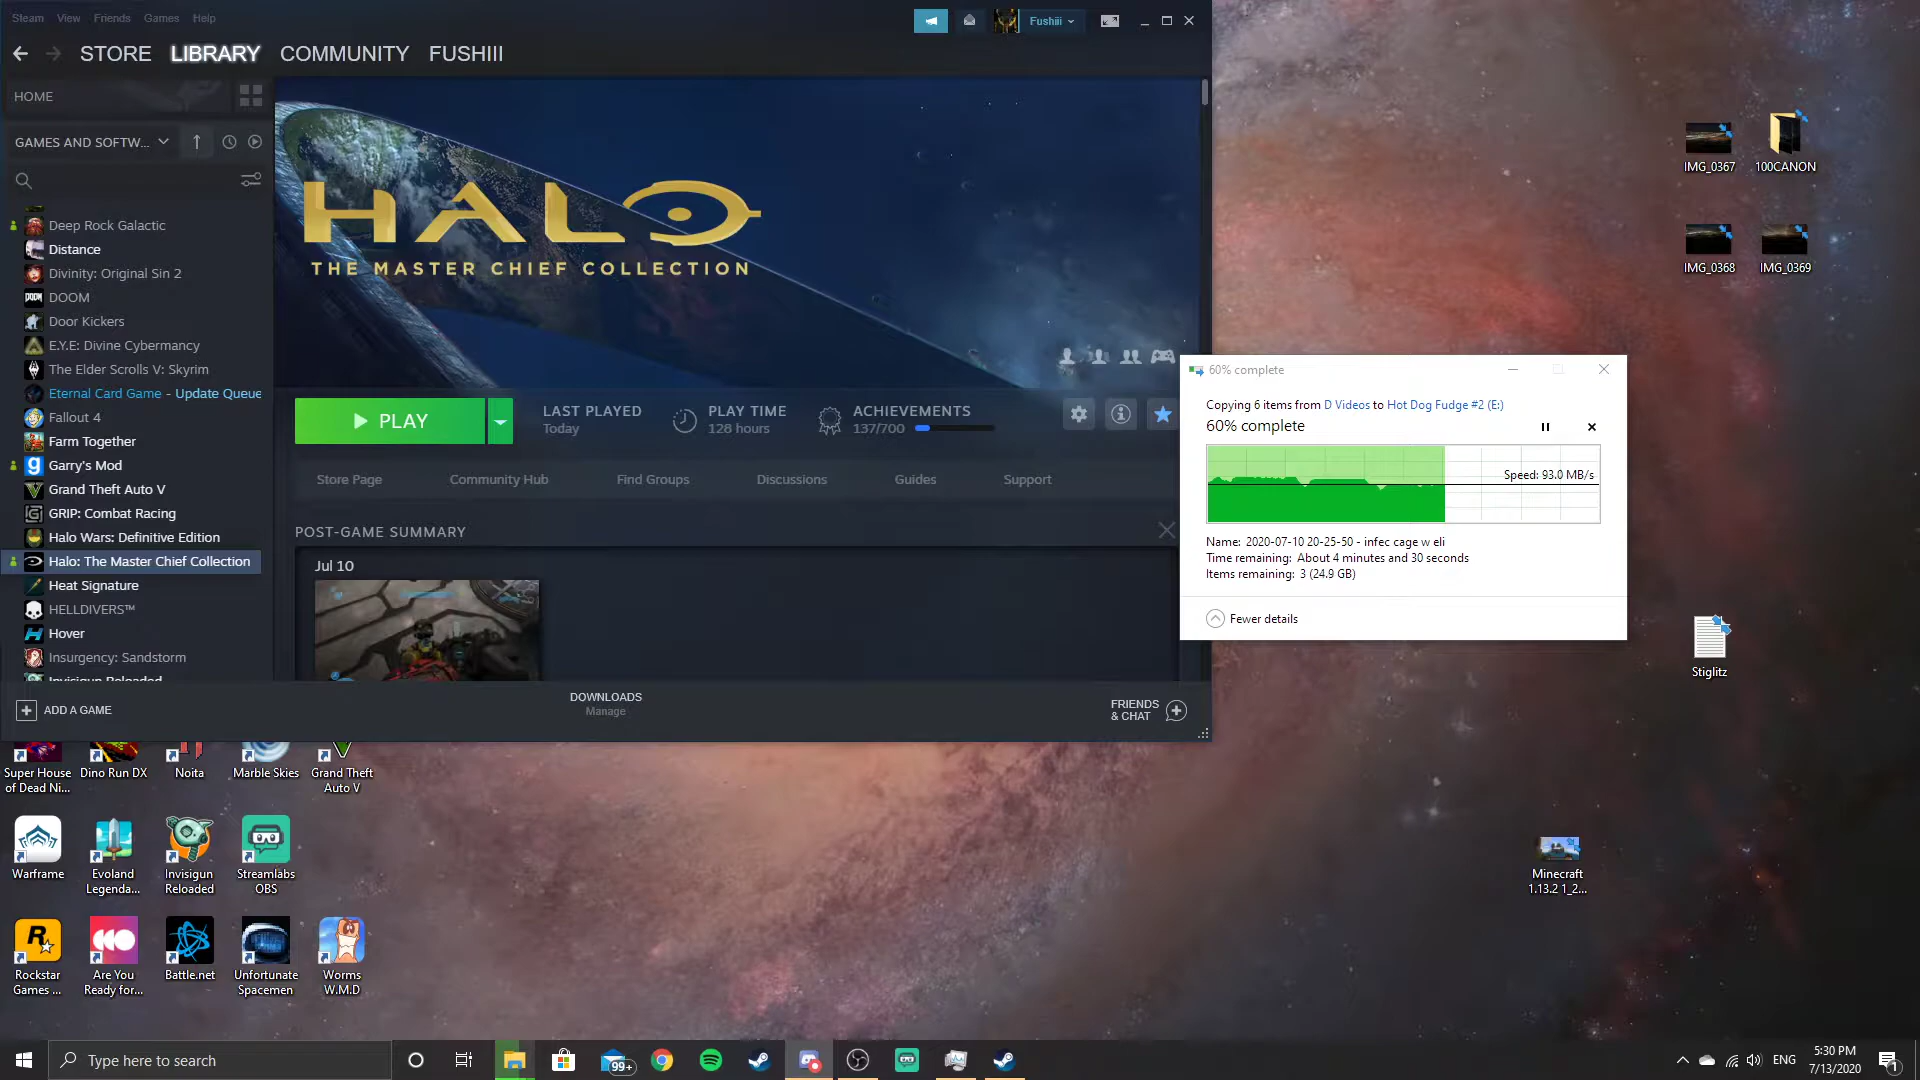 Steam View Friends Games Help
Fushiii
STORE LIBRARY COMMUNITY FUSHIII
HOME
GAMES AND SOFTW...
Deep Rock Galactic
Distance
Divinity: Original Sin 2
DOOM
Door Kickers
E.Y.E: Divine Cybermancy
The Elder Scrolls V: Skyrim
Eternal Card Game - Update Queue
Fallout 4
Farm Together
Garry's Mod
Grand Theft Auto V
GRIP: Combat Racing
Halo Wars: Definitive Edition
Halo: The Master Chief Collection
Heat Signature
HELLDIVERS™
Hover
Insurgency: Sandstorm
Invisigun Reloaded
ADD A GAME
HALO
THE MASTER CHIEF COLLECTION
PLAY
LAST PLAYED
Today
PLAY TIME
128 hours
ACHIEVEMENTS
137/700
Store Page Community Hub Find Groups Discussions Guides Support
POST-GAME SUMMARY
Jul 10
DOWNLOADS
Manage
FRIENDS
& CHAT
60% complete
Copying 6 items from D Videos to Hot Dog Fudge #2 (E:)
60% complete
Speed: 93.0 MB/s
Name: 2020-07-10 20-25-50 - infec cage w eli
Time remaining: About 4 minutes and 30 seconds
Items remaining: 3 (24.9 GB)
Fewer details
IMG_0367
100CANON
IMG_0368
IMG_0369
Stiglitz
Minecraft
1.13.2 1_2...
Super House
of Dead Ni...
Dino Run DX
Noita
Marble Skies
Grand Theft
Auto V
Warframe
Evoland
Legenda...
Invisigun
Reloaded
Streamlabs
OBS
Rockstar
Games ...
Are You
Ready for...
Battle.net
Unfortunate
Spacemen
Worms
W.M.D
Type here to search
99+
ENG
5:30 PM
7/13/2020
1